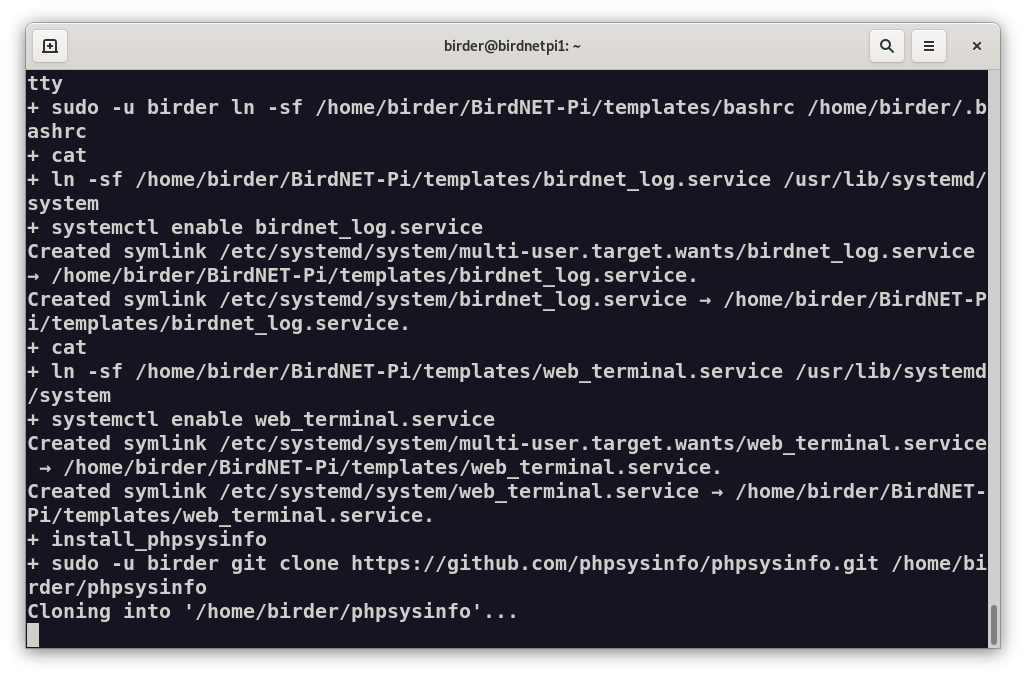 birder@birdnetpi1: ~
tty
+ sudo -u birder ln -sf /home/birder/BirdNET-Pi/templates/bashrc /home/birder/.b
ashrc
+ cat
+ ln -sf /home/birder/BirdNET-Pi/templates/birdnet_log.service /usr/lib/systemd/
system
+ systemctl enable birdnet_log.service
Created symlink /etc/systemd/system/multi-user.target.wants/birdnet_log.service
→ /home/birder/BirdNET-Pi/templates/birdnet_log.service.
Created symlink /etc/systemd/system/birdnet_log.service → /home/birder/BirdNET-P
i/templates/birdnet_log.service.
+ cat
+ ln -sf /home/birder/BirdNET-Pi/templates/web_terminal.service /usr/lib/systemd
/system
+ systemctl enable web_terminal.service
Created symlink /etc/systemd/system/multi-user.target.wants/web_terminal.service
 → /home/birder/BirdNET-Pi/templates/web_terminal.service.
Created symlink /etc/systemd/system/web_terminal.service → /home/birder/BirdNET-
Pi/templates/web_terminal.service.
+ install_phpsysinfo
+ sudo -u birder git clone https://github.com/phpsysinfo/phpsysinfo.git /home/bi
rder/phpsysinfo
Cloning into '/home/birder/phpsysinfo'...